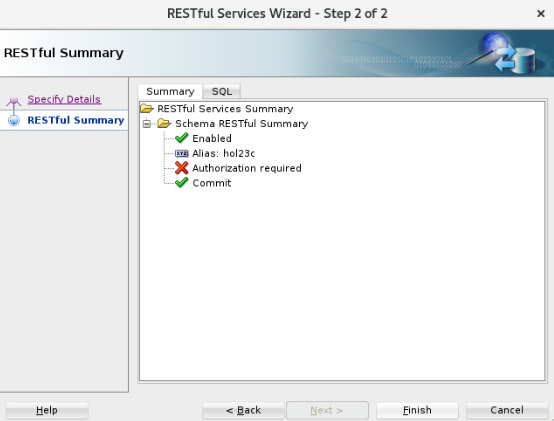 RESTful Services Wizard - Step 2 of 2
RESTful Summary
Specify Details
RESTful Summary
Summary
SQL
RESTful Services Summary
Schema RESTful Summary
Enabled
Alias: hol23c
Authorization required
Commit
Help
< Back
Next >
Finish
Cancel